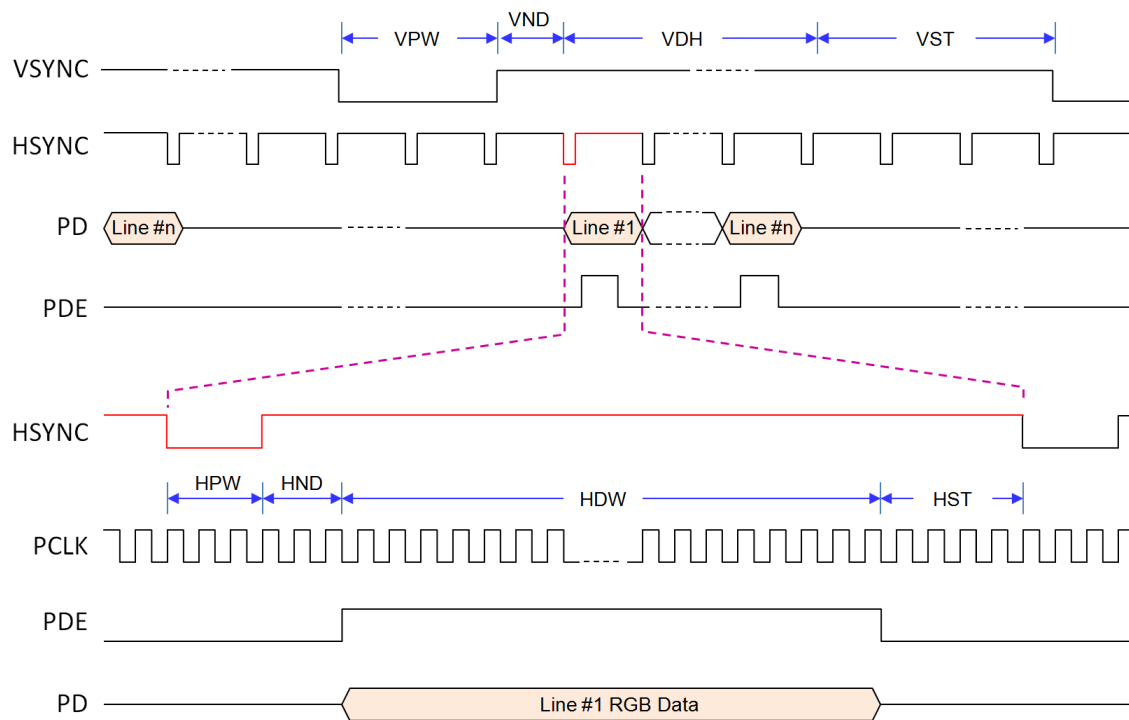 VPW VND VDH VST
VSYNC
HSYNC
PD Line #n Line #1 Line #n
PDE
HSYNC
HPW HND HDW HST
PCLK
PDE
PD Line #1 RGB Data